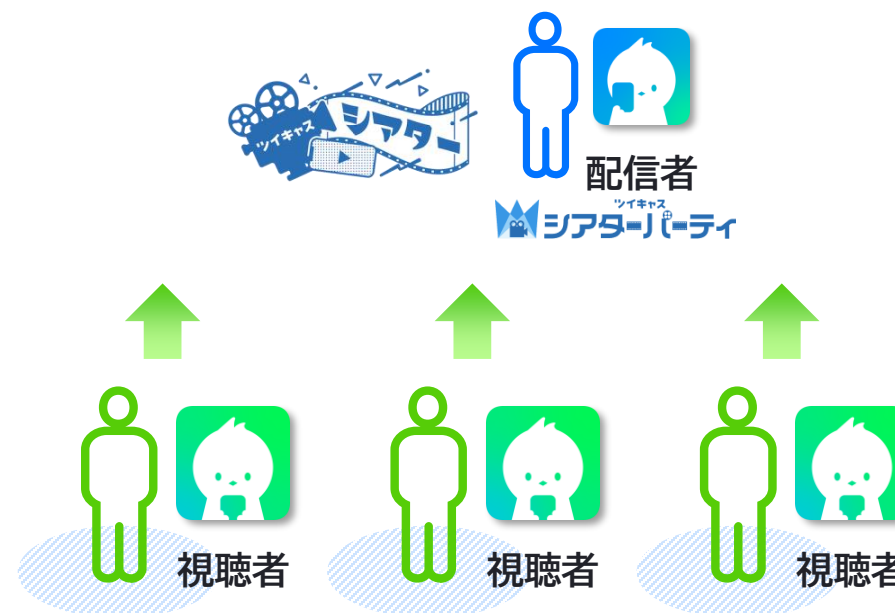 ツイキャス
シアター
配信者
ツイキャス
シアターパーティ
視聴者
視聴者
視聴者